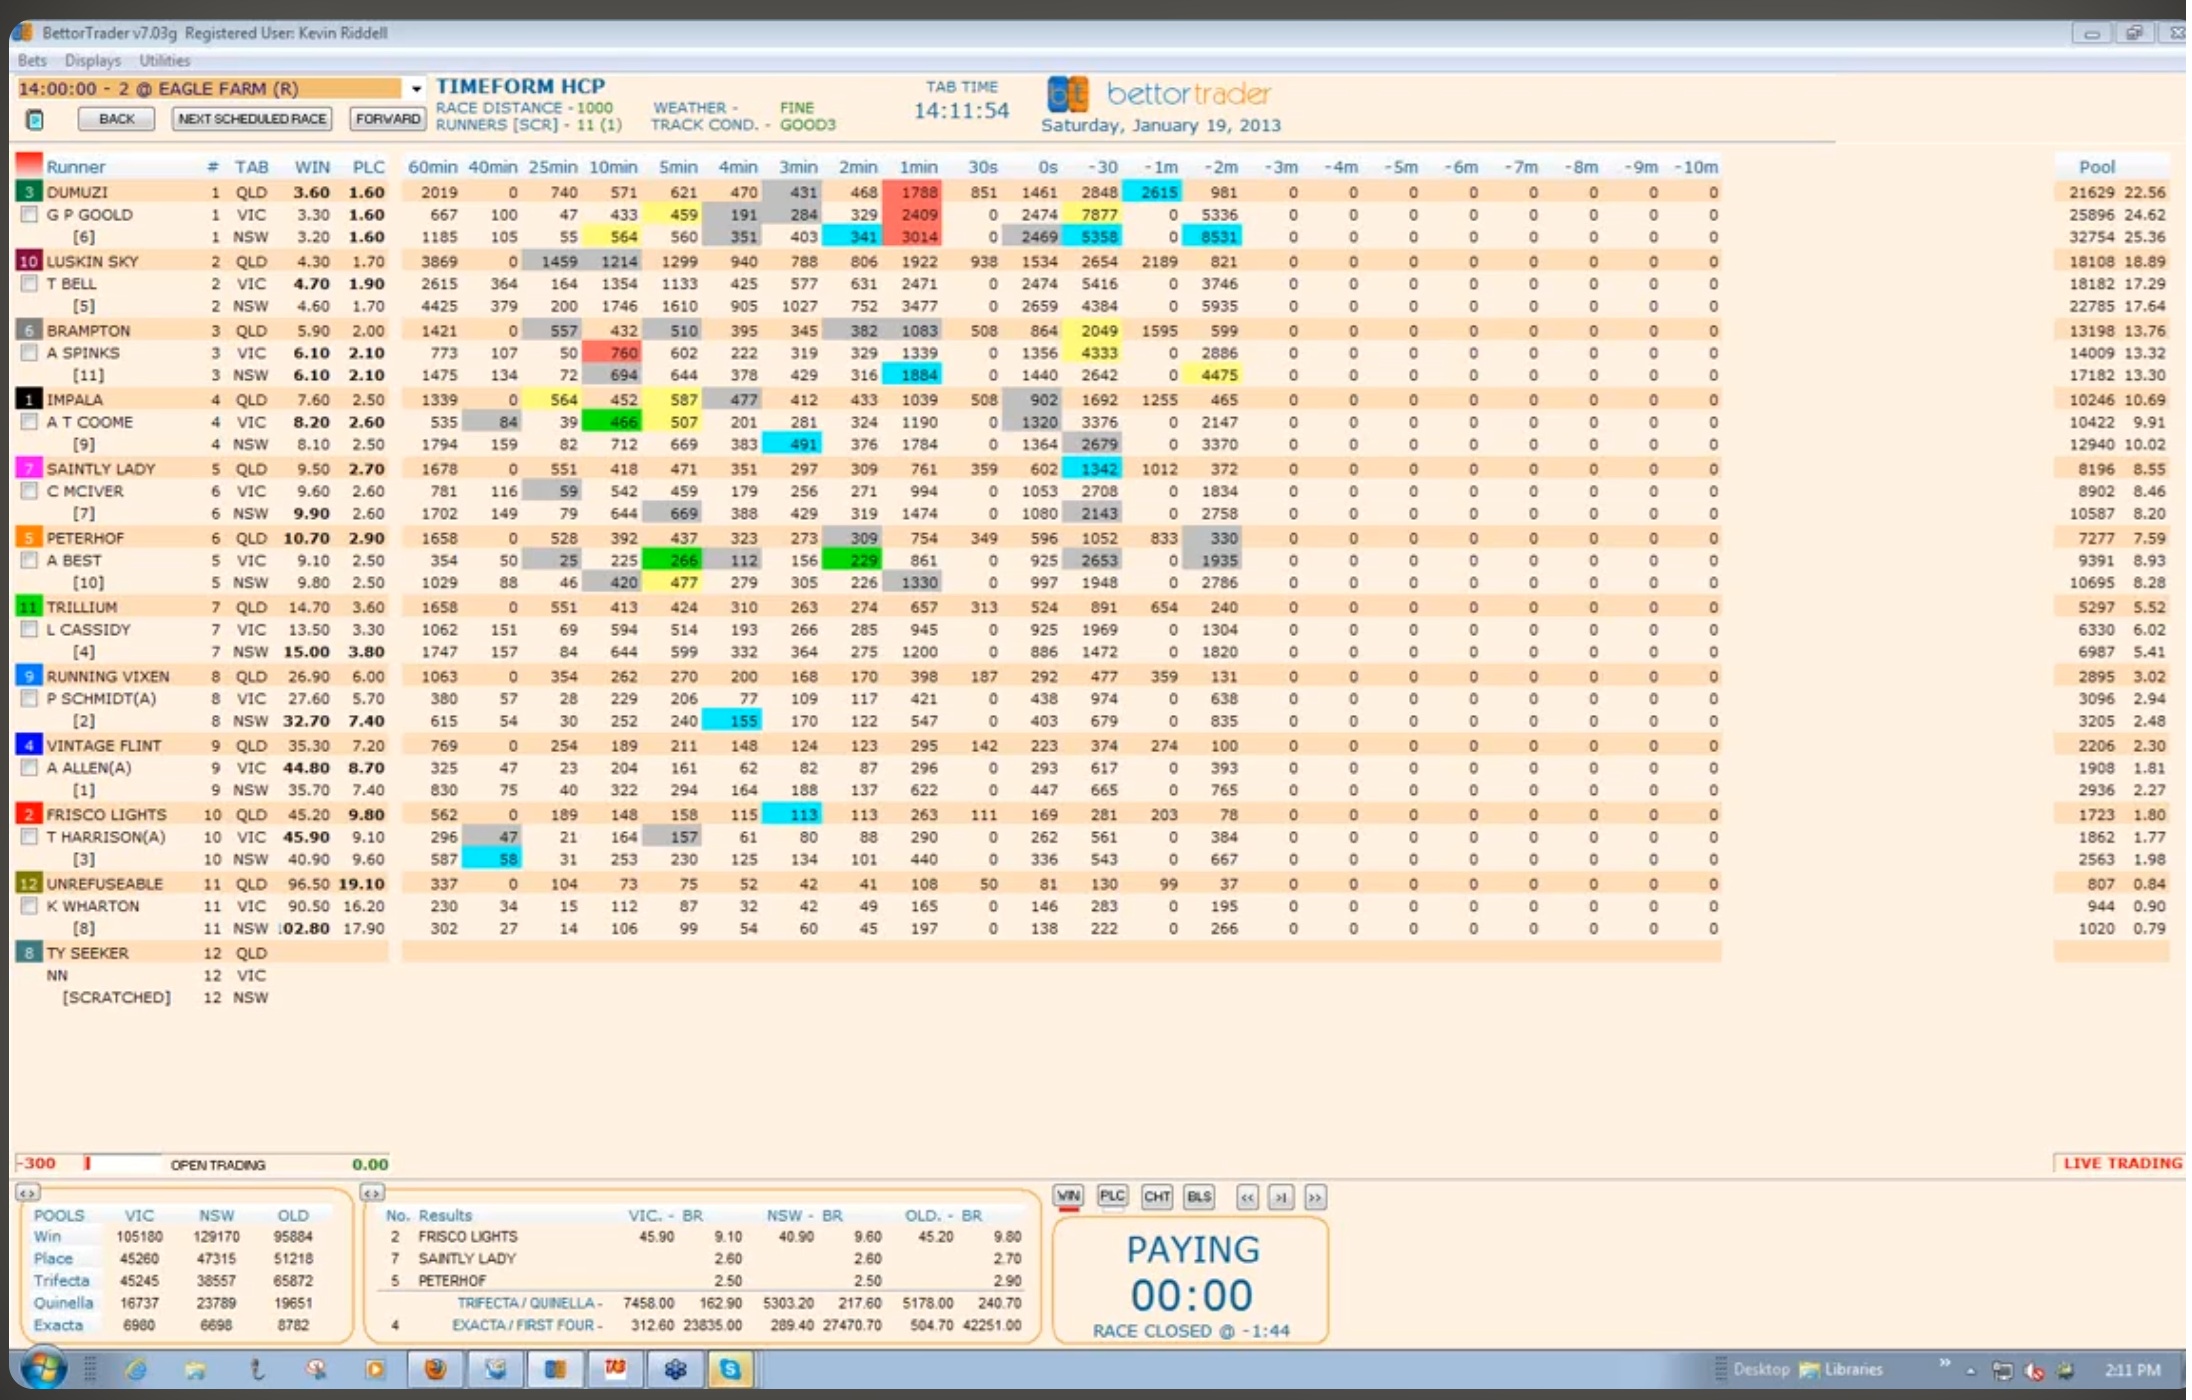 BettorTrader v7.03g Registered User: Kevin Riddell
Bets Displays Utilities
14:00:00 - 2 @ EAGLE FARM (R)
TIMEFORM HCP
TAB TIME
bettortrader
RACE DISTANCE - 1000 WEATHER - FINE
14:11:54
BACK NEXT SCHEDULED RACE FORWARD
RUNNERS [SCR] - 11 (1) TRACK COND. - GOOD3
Saturday, January 19, 2013
Runner # TAB WIN PLC 60min 40min 25min 10min 5min 4min 3min 2min 1min 30s 0s -30 -1m -2m -3m -4m -5m -6m -7m -8m -9m -10m Pool
3 DUMUZI 1 QLD 3.60 1.60 2019 0 740 571 621 470 431 468 1788 851 1461 2848 2615 981 0 0 0 0 0 0 0 0 21629 22.56
G P GOOLD 1 VIC 3.30 1.60 667 100 47 433 459 191 284 329 2409 0 2474 7877 0 5336 0 0 0 0 0 0 0 0 25896 24.62
[6] 1 NSW 3.20 1.60 1185 105 55 564 560 351 403 341 3014 0 2469 5358 0 8531 0 0 0 0 0 0 0 0 32754 25.36
10 LUSKIN SKY 2 QLD 4.30 1.70 3869 0 1459 1214 1299 940 788 806 1922 938 1534 2654 2189 821 0 0 0 0 0 0 0 0 18108 18.89
T BELL 2 VIC 4.70 1.90 2615 364 164 1354 1133 425 577 631 2471 0 2474 5416 0 3746 0 0 0 0 0 0 0 0 18182 17.29
[5] 2 NSW 4.60 1.70 4425 379 200 1746 1610 905 1027 752 3477 0 2659 4384 0 5935 0 0 0 0 0 0 0 0 22785 17.64
6 BRAMPTON 3 QLD 5.90 2.00 1421 0 557 432 510 395 345 382 1083 508 864 2049 1595 599 0 0 0 0 0 0 0 0 13198 13.76
A SPINKS 3 VIC 6.10 2.10 773 107 50 760 602 222 319 329 1339 0 1356 4333 0 2886 0 0 0 0 0 0 0 0 14009 13.32
[11] 3 NSW 6.10 2.10 1475 134 72 694 644 378 429 316 1884 0 1440 2642 0 4475 0 0 0 0 0 0 0 0 17182 13.30
1 IMPALA 4 QLD 7.60 2.50 1339 0 564 452 587 477 412 433 1039 508 902 1692 1255 465 0 0 0 0 0 0 0 0 10246 10.69
A T COOME 4 VIC 8.20 2.60 535 84 39 466 507 201 281 324 1190 0 1320 3376 0 2147 0 0 0 0 0 0 0 0 10422 9.91
[9] 4 NSW 8.10 2.50 1794 159 82 712 669 383 491 376 1784 0 1364 2679 0 3370 0 0 0 0 0 0 0 0 12940 10.02
7 SAINTLY LADY 5 QLD 9.50 2.70 1678 0 551 418 471 351 297 309 761 359 602 1342 1012 372 0 0 0 0 0 0 0 0 8196 8.55
C MCIVER 6 VIC 9.60 2.60 781 116 59 542 459 179 256 271 994 0 1053 2708 0 1834 0 0 0 0 0 0 0 0 8902 8.46
[7] 6 NSW 9.90 2.60 1702 149 79 644 669 388 429 319 1474 0 1080 2143 0 2758 0 0 0 0 0 0 0 0 10587 8.20
5 PETERHOF 6 QLD 10.70 2.90 1658 0 528 392 437 323 273 309 754 349 596 1052 833 330 0 0 0 0 0 0 0 0 7277 7.59
A BEST 5 VIC 9.10 2.50 354 50 25 225 266 112 156 229 861 0 925 2653 0 1935 0 0 0 0 0 0 0 0 9391 8.93
[10] 5 NSW 9.80 2.50 1029 88 46 420 477 279 305 226 1330 0 997 1948 0 2786 0 0 0 0 0 0 0 0 10695 8.28
11 TRILLIUM 7 QLD 14.70 3.60 1658 0 551 413 424 310 263 274 657 313 524 891 654 240 0 0 0 0 0 0 0 0 5297 5.52
L CASSIDY 7 VIC 13.50 3.30 1062 151 69 594 514 193 266 285 945 0 925 1969 0 1304 0 0 0 0 0 0 0 0 6330 6.02
[4] 7 NSW 15.00 3.80 1747 157 84 644 599 332 364 275 1200 0 886 1472 0 1820 0 0 0 0 0 0 0 0 6987 5.41
9 RUNNING VIXEN 8 QLD 26.90 6.00 1063 0 354 262 270 200 168 170 398 187 292 477 359 131 0 0 0 0 0 0 0 0 2895 3.02
P SCHMIDT(A) 8 VIC 27.60 5.70 380 57 28 229 206 77 109 117 421 0 438 974 0 638 0 0 0 0 0 0 0 0 3096 2.94
[2] 8 NSW 32.70 7.40 615 54 30 252 240 155 170 122 547 0 403 679 0 835 0 0 0 0 0 0 0 0 3205 2.48
4 VINTAGE FLINT 9 QLD 35.30 7.20 769 0 254 189 211 148 124 123 295 142 223 374 274 100 0 0 0 0 0 0 0 0 2206 2.30
A ALLEN(A) 9 VIC 44.80 8.70 325 47 23 204 161 62 82 87 296 0 293 617 0 393 0 0 0 0 0 0 0 0 1908 1.81
[1] 9 NSW 35.70 7.40 830 75 40 322 294 164 188 137 622 0 447 665 0 765 0 0 0 0 0 0 0 0 2936 2.27
2 FRISCO LIGHTS 10 QLD 45.20 9.80 562 0 189 148 158 115 113 113 263 111 169 281 203 78 0 0 0 0 0 0 0 0 1723 1.80
T HARRISON(A) 10 VIC 45.90 9.10 296 47 21 164 157 61 80 88 290 0 262 561 0 384 0 0 0 0 0 0 0 0 1862 1.77
[3] 10 NSW 40.90 9.60 587 58 31 253 230 125 134 101 440 0 336 543 0 667 0 0 0 0 0 0 0 0 2563 1.98
12 UNREFUSEABLE 11 QLD 96.50 19.10 337 0 104 73 75 52 42 41 108 50 81 130 99 37 0 0 0 0 0 0 0 0 807 0.84
K WHARTON 11 VIC 90.50 16.20 230 34 15 112 87 32 42 49 165 0 146 283 0 195 0 0 0 0 0 0 0 0 944 0.90
[8] 11 NSW 102.80 17.90 302 27 14 106 99 54 60 45 197 0 138 222 0 266 0 0 0 0 0 0 0 0 1020 0.79
8 TY SEEKER 12 QLD
NN 12 VIC
[SCRATCHED] 12 NSW
-300 OPEN TRADING 0.00 LIVE TRADING
WIN PLC CHT BLS << >| >>
POOLS VIC NSW QLD
Win 105180 129170 95884
Place 45260 47315 51218
Trifecta 45245 38557 65872
Quinella 16737 23789 19651
Exacta 6980 6698 8782
No. Results VIC. - BR NSW - BR QLD. - BR
2 FRISCO LIGHTS 45.90 9.10 40.90 9.60 45.20 9.80
7 SAINTLY LADY 2.60 2.60 2.70
5 PETERHOF 2.50 2.50 2.90
TRIFECTA / QUINELLA - 7458.00 162.90 5303.20 217.60 5178.00 240.70
4 EXACTA / FIRST FOUR - 312.60 23835.00 289.40 27470.70 504.70 42251.00
PAYING
00:00
RACE CLOSED @ -1:44
TAB
Desktop Libraries 2:11 PM